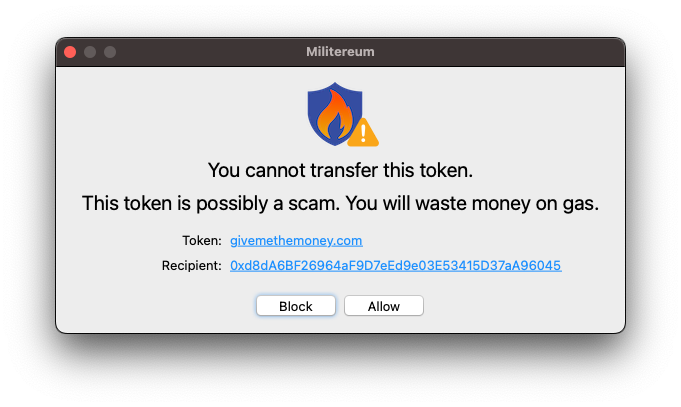 Militereum
You cannot transfer this token.
This token is possibly a scam. You will waste money on gas.
Token: givemethemoney.com
Recipient: 0xd8dA6BF26964aF9D7eEd9e03E53415D37aA96045
Block Allow